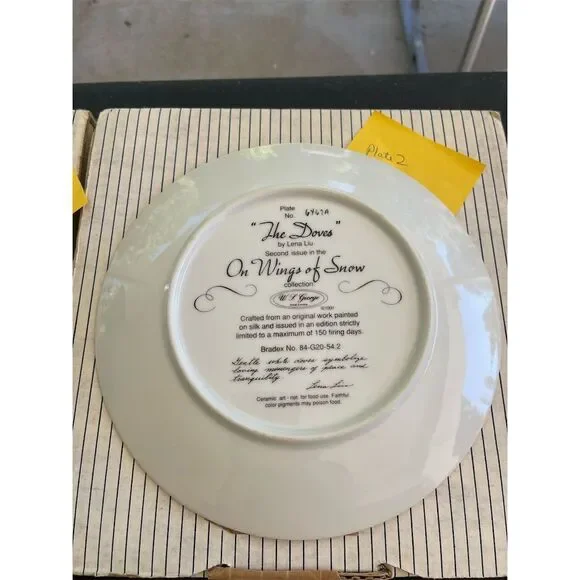 Plate 2
Plate
No. 6467A
"The Doves"
by Lena Liu
Second issue in the
On Wings of Snow
collection
W. S. George
Crafted from an original work painted
on silk and issued in an edition strictly
limited to a maximum of 150 firing days.
Bradex No. 84-G20-54.2
Gentle white doves symbolize
loving messengers of peace and
tranquility
Lena Liu
Ceramic art - not for food use.
color pigments may poison food.